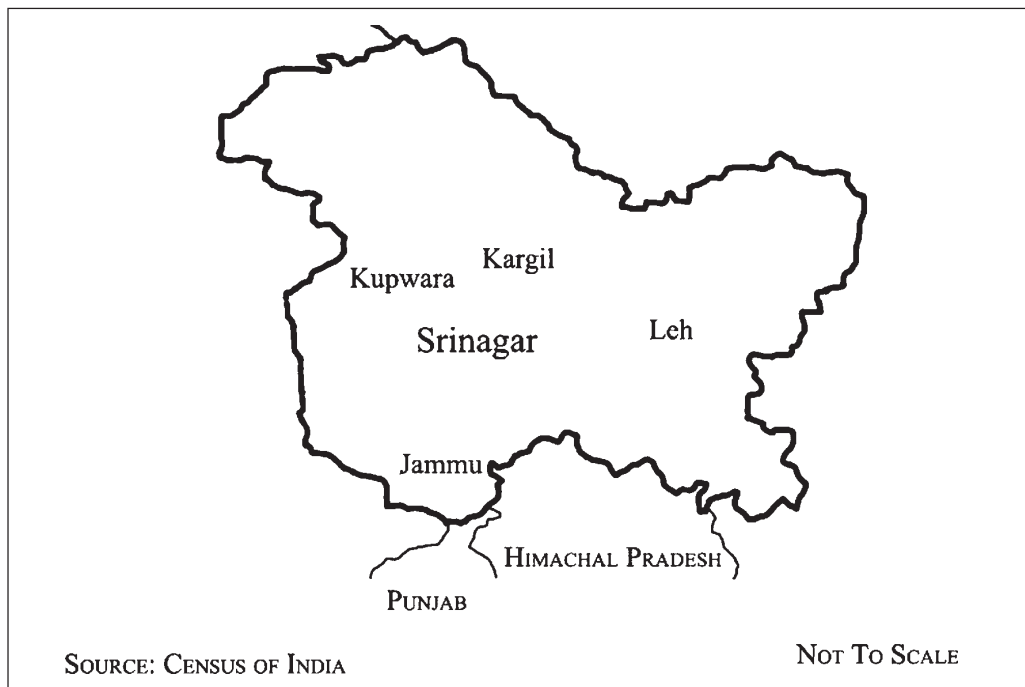 Kargil
Kupwara
Srinagar
Leh
Jammu
HIMACHAL PRADESH
PUNJAB
SOURCE: CENSUS OF INDIA
NOT TO SCALE